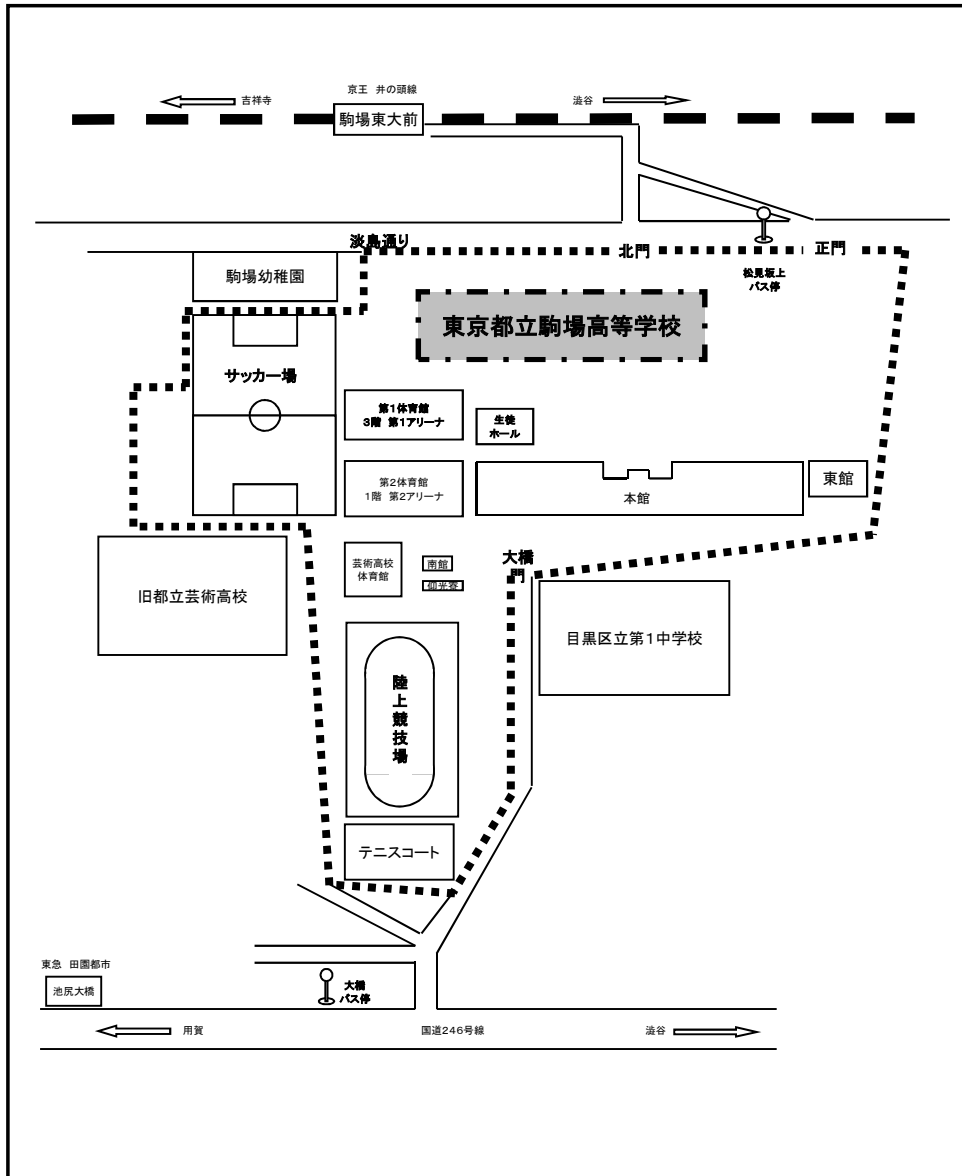 京王 井の頭線
吉祥寺
澁谷
駒場東大前
淡島通り
北門
正門
駒場幼稚園
松見坂上
バス停
東京都立駒場高等学校
サッカー場
第1体育館
3階 第1アリーナ
生徒
ホール
第2体育館
1階 第2アリーナ
本館
東館
芸術高校
体育館
南館
仰光寮
大橋
門
旧都立芸術高校
目黒区立第1中学校
陸上競技場
テニスコート
東急 田園都市
池尻大橋
大橋
バス停
用賀
国道246号線
澁谷